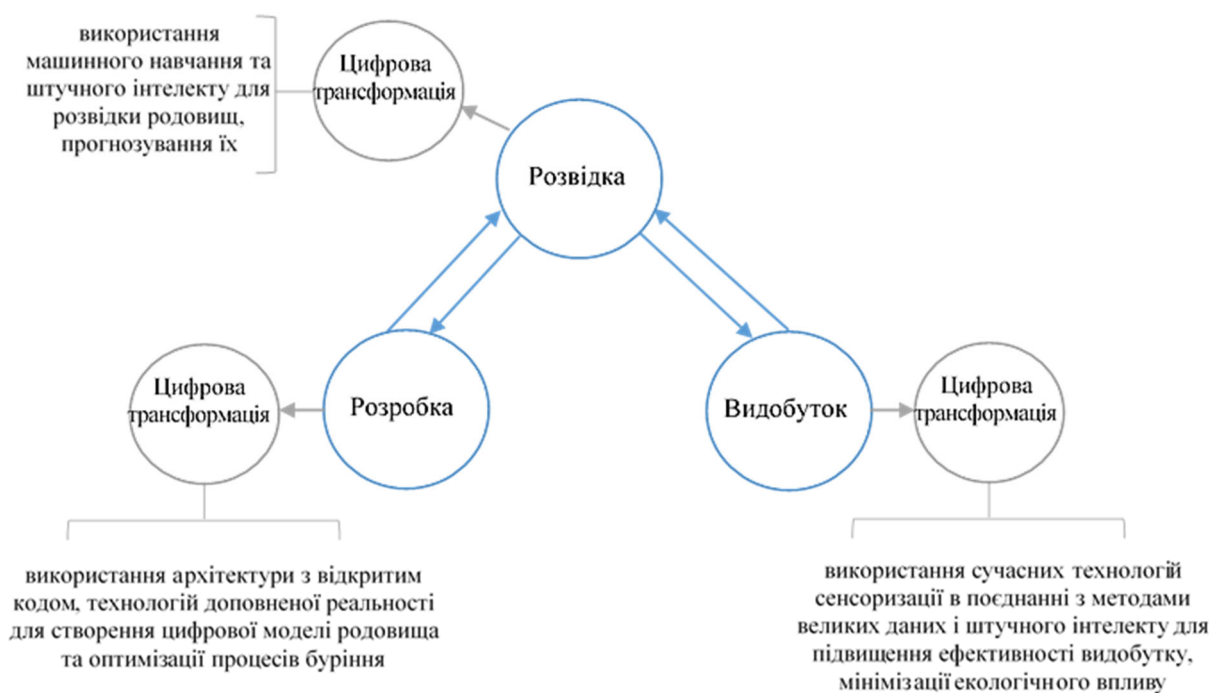 використання
машинного навчання та
штучного інтелекту для
розвідки родовищ,
прогнозування їх
Цифрова
трансформація
Розвідка
Цифрова
трансформація
Розробка
Видобуток
Цифрова
трансформація
використання архітектури з відкритим
кодом, технологій доповненої реальності
для створення цифрової моделі родовища
та оптимізації процесів буріння
використання сучасних технологій
сенсоризації в поєднанні з методами
великих даних і штучного інтелекту для
підвищення ефективності видобутку,
мінімізації екологічного впливу